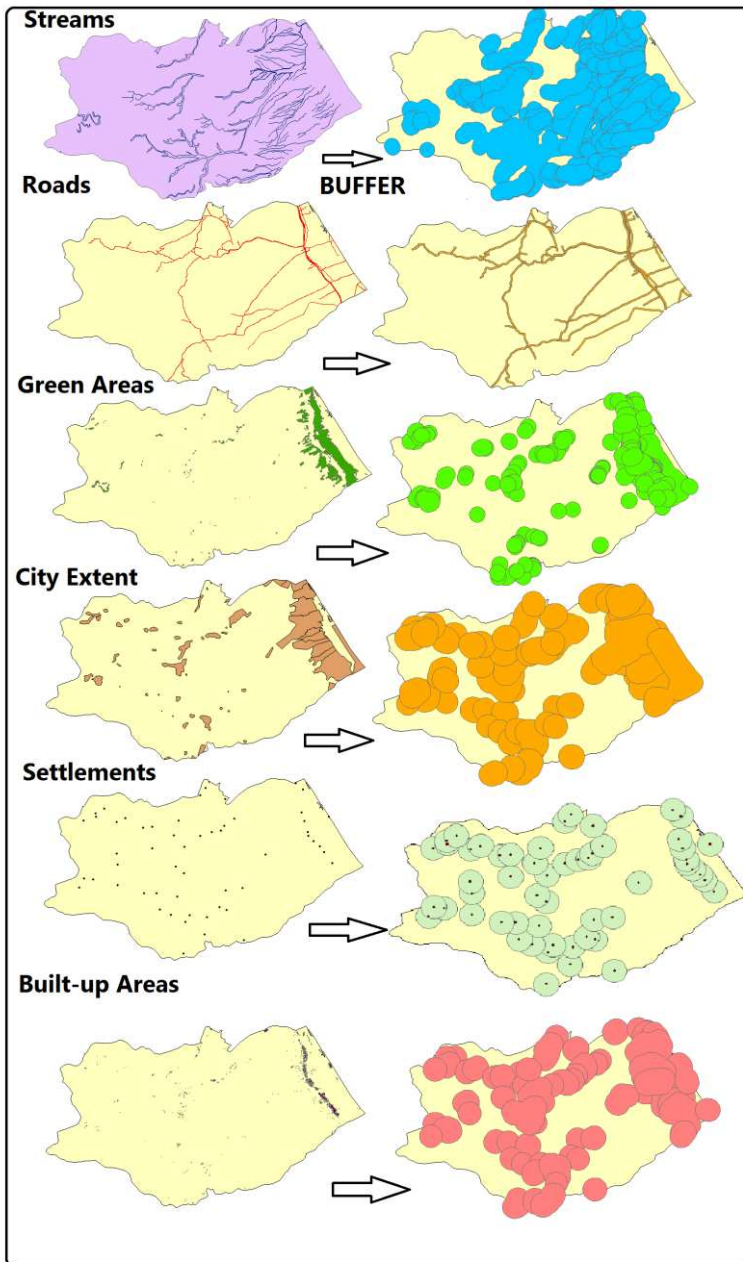 Streams
Roads
BUFFER
Green Areas
City Extent
Settlements
Built-up Areas